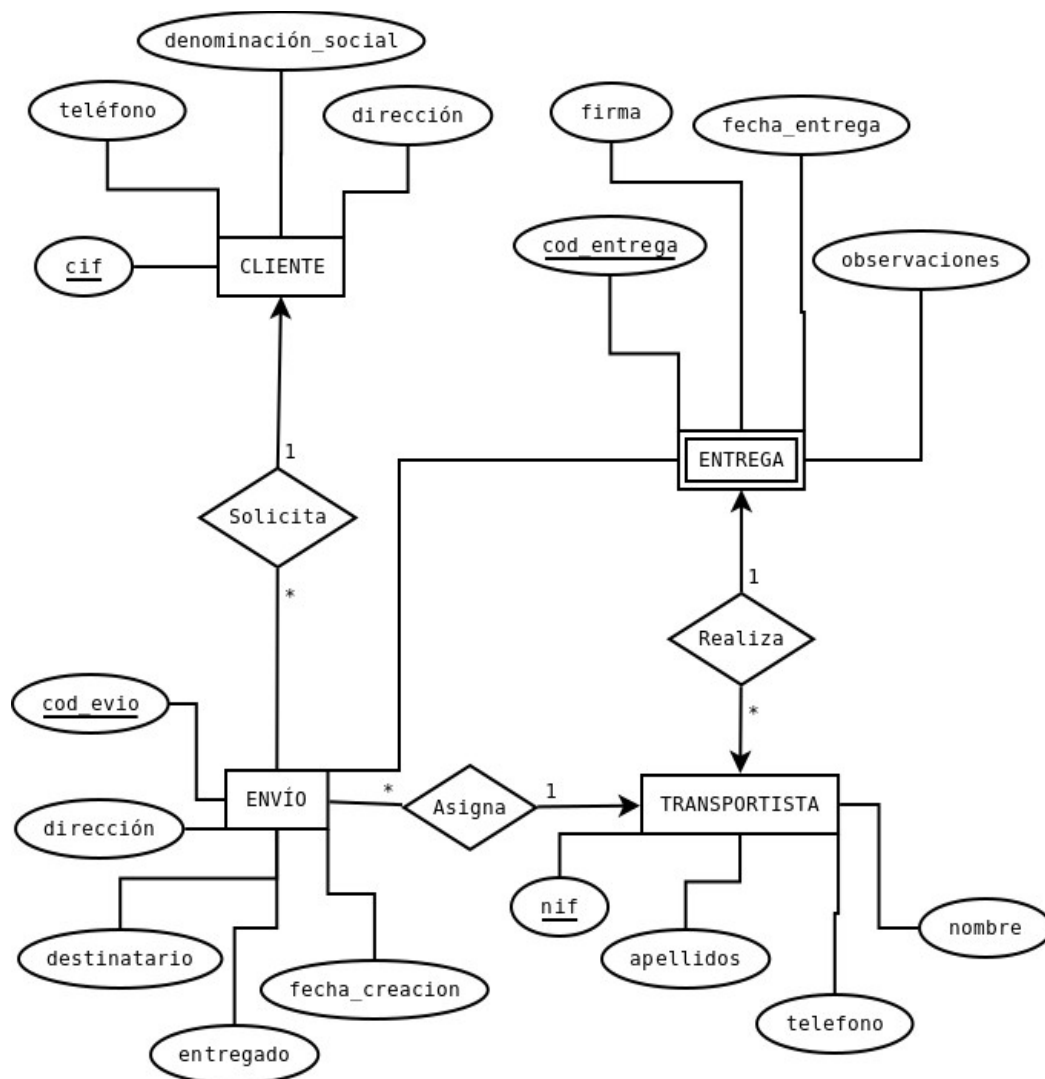 denominación_social
teléfono
dirección
cif
CLIENTE
firma
fecha_entrega
cod_entrega
observaciones
ENTREGA
1
Solicita
*
1
Realiza
*
cod_evio
ENVÍO
*
Asigna
1
TRANSPORTISTA
dirección
destinatario
entregado
fecha_creacion
nif
apellidos
telefono
nombre